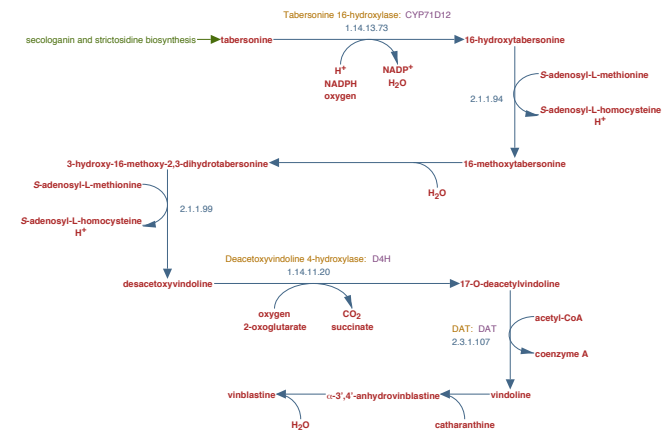 Tabersonine 16-hydroxylase: CYP71D12
1.14.13.73
secologanin and strictosidine biosynthesis
tabersonine
16-hydroxytabersonine
H+
NADPH
oxygen
NADP+
H2O
S-adenosyl-L-methionine
2.1.1.94
S-adenosyl-L-homocysteine
H+
3-hydroxy-16-methoxy-2,3-dihydrotabersonine
16-methoxytabersonine
H2O
S-adenosyl-L-methionine
2.1.1.99
S-adenosyl-L-homocysteine
H+
Deacetoxyvindoline 4-hydroxylase: D4H
1.14.11.20
desacetoxyvindoline
17-O-deacetylvindoline
oxygen
2-oxoglutarate
CO2
succinate
acetyl-CoA
DAT: DAT
2.3.1.107
coenzyme A
vinblastine
α-3',4'-anhydrovinblastine
vindoline
H2O
catharanthine